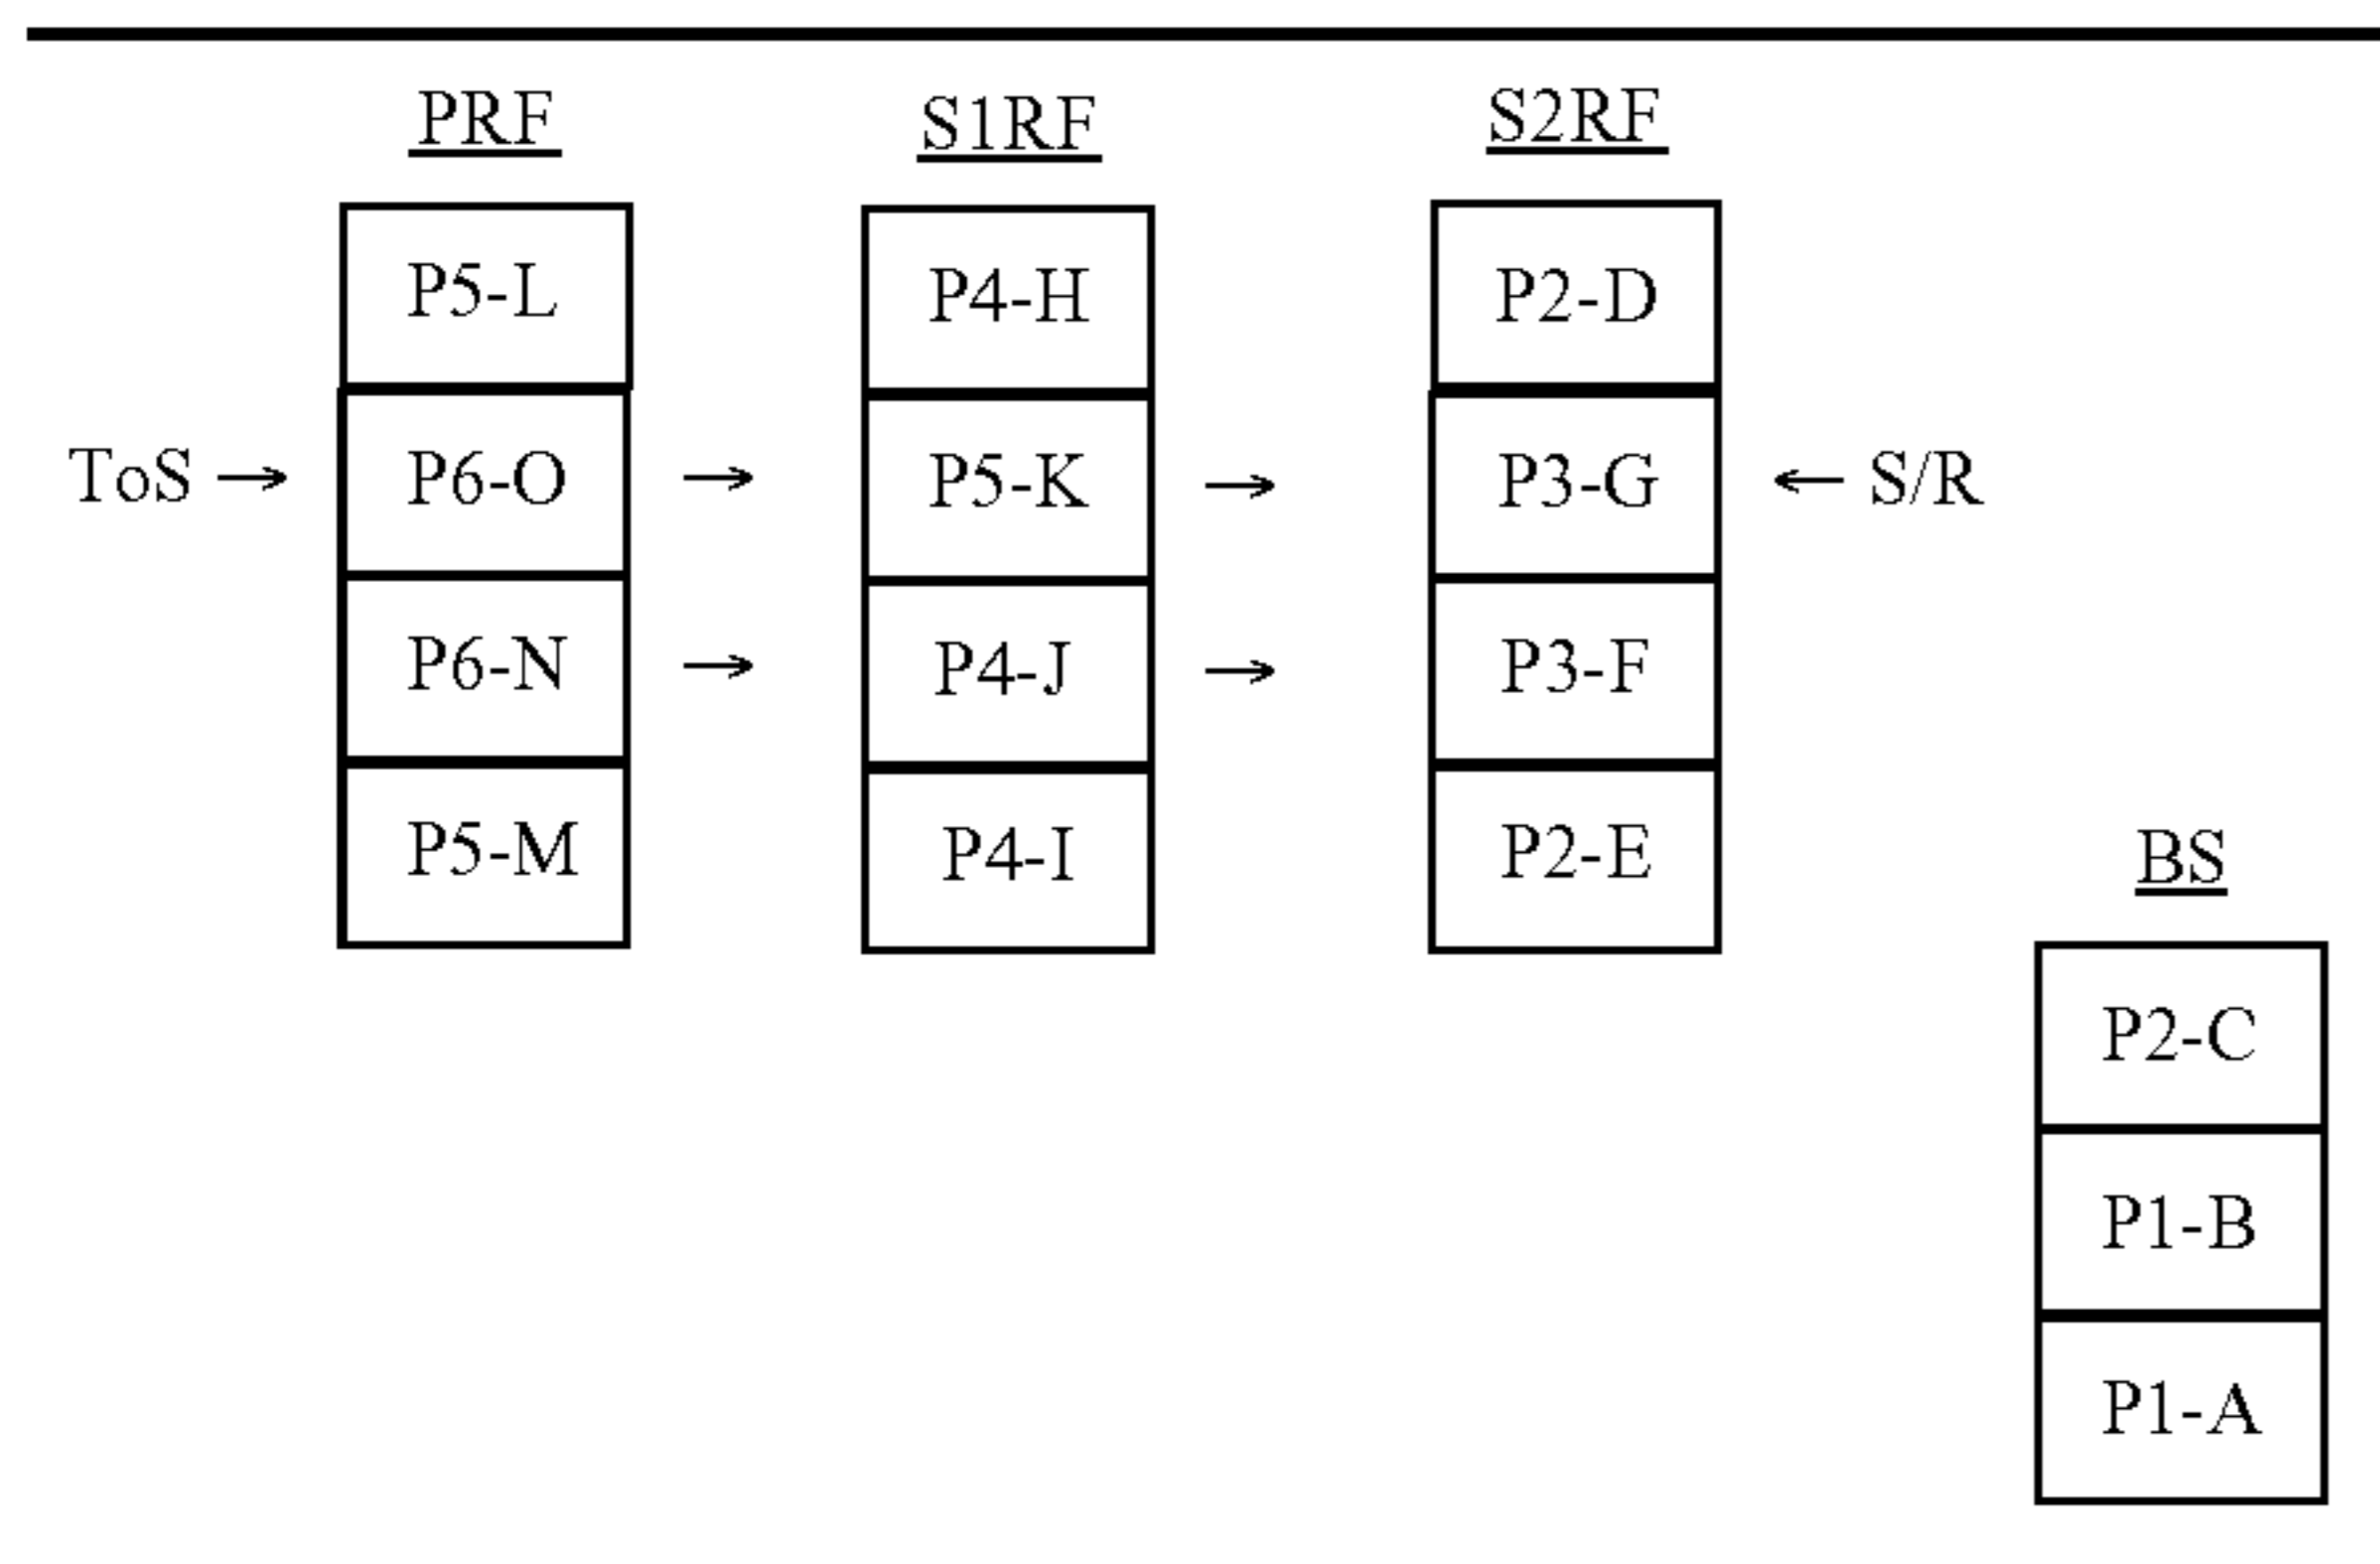 PRF S1RF S2RF
P5-L P4-H P2-D
ToS → P6-O → P5-K → P3-G ← S/R
P6-N → P4-J → P3-F
P5-M P4-I P2-E
BS
P2-C
P1-B
P1-A